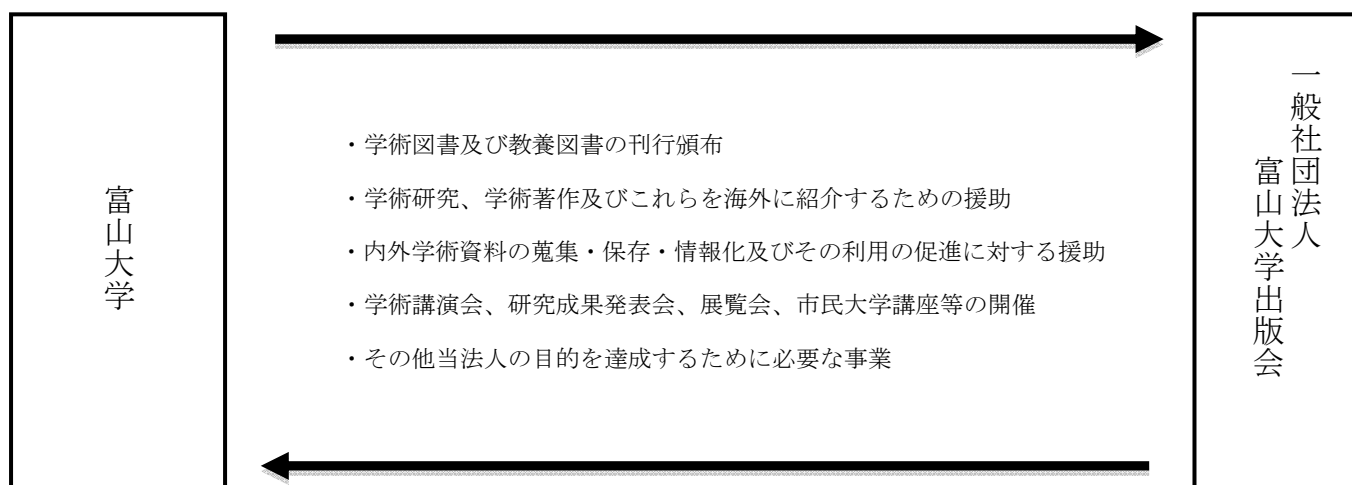 富山大学
・学術図書及び教養図書の刊行頒布
・学術研究、学術著作及びこれらを海外に紹介するための援助
・内外学術資料の蒐集・保存・情報化及びその利用の促進に対する援助
・学術講演会、研究成果発表会、展覧会、市民大学講座等の開催
・その他当法人の目的を達成するために必要な事業
一般社団法人
富山大学出版会